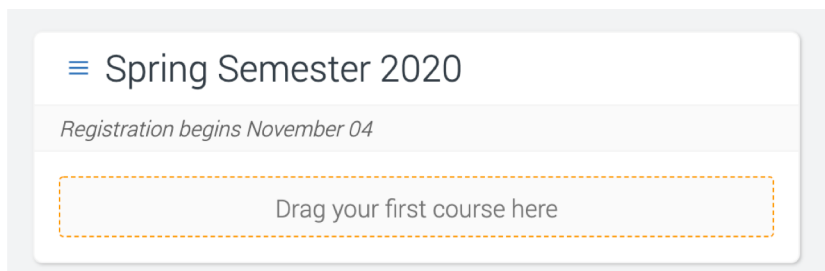 Spring Semester 2020
Registration begins November 04
Drag your first course here